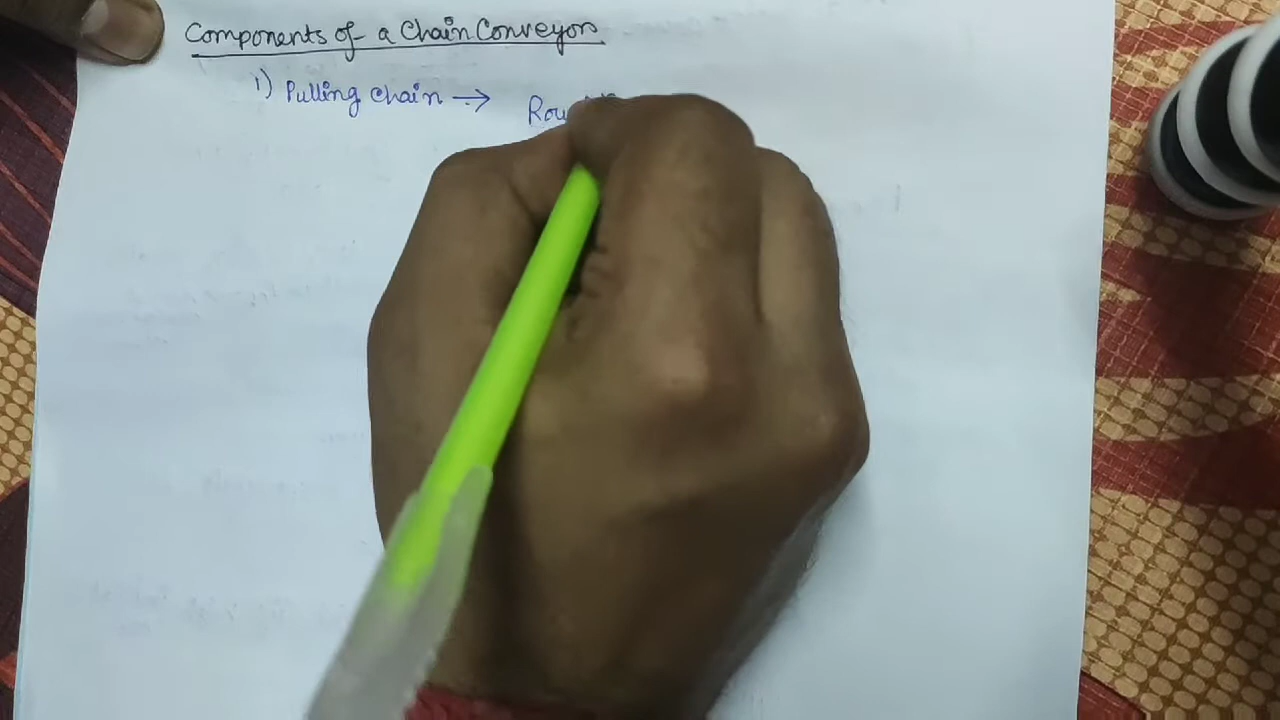 Components of a Chain Conveyor
1) Pulling chain →